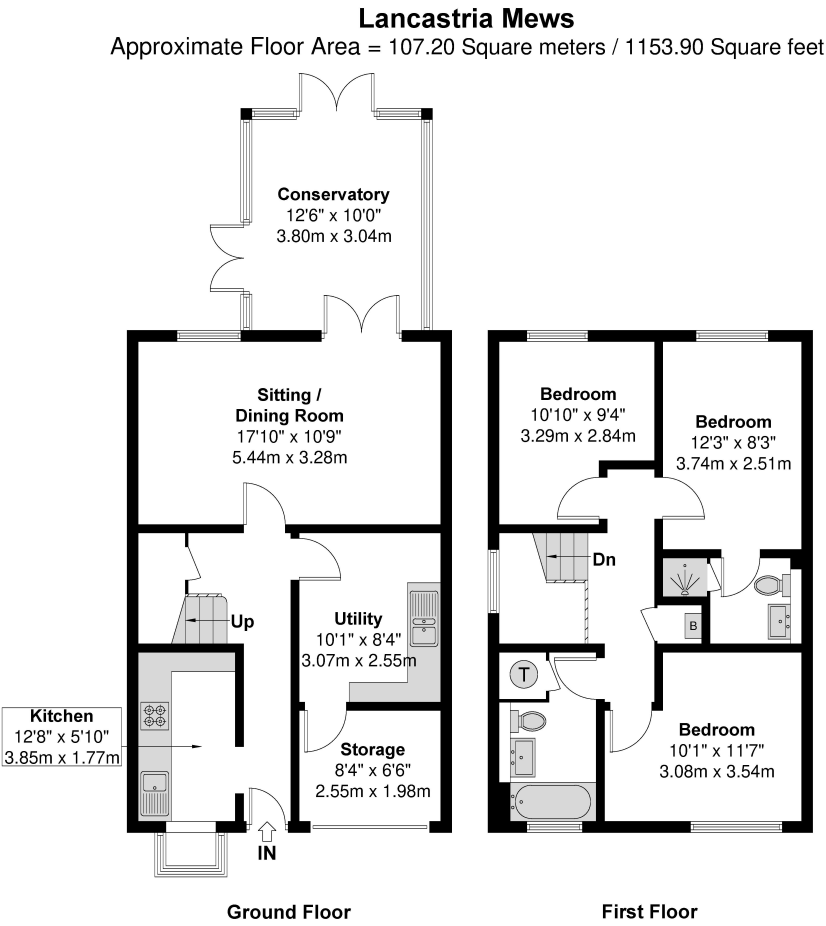 Lancastria Mews
Approximate Floor Area = 107.20 Square meters / 1153.90 Square feet
Conservatory
12'6" x 10'0"
3.80m x 3.04m
Sitting /
Dining Room
17'10" x 10'9"
5.44m x 3.28m
Up
Utility
10'1" x 8'4"
3.07m x 2.55m
Kitchen
12'8" x 5'10"
3.85m x 1.77m
Storage
8'4" x 6'6"
2.55m x 1.98m
IN
Ground Floor
Bedroom
10'10" x 9'4"
3.29m x 2.84m
Bedroom
12'3" x 8'3"
3.74m x 2.51m
Dn
B
T
Bedroom
10'1" x 11'7"
3.08m x 3.54m
First Floor